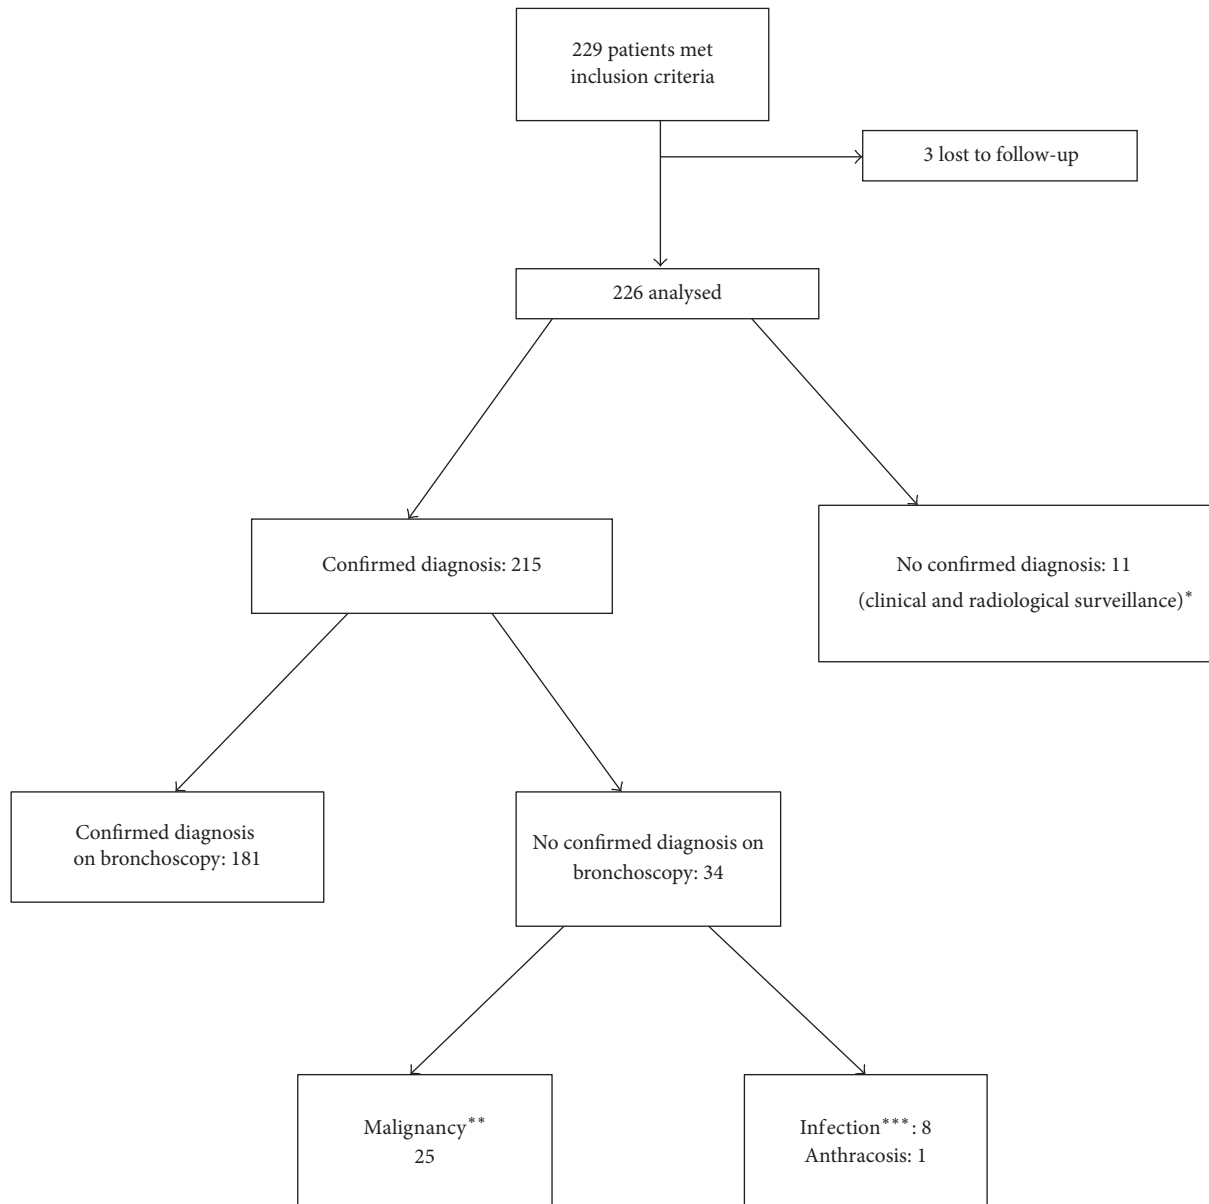 229 patients met
inclusion criteria
3 lost to follow-up
226 analysed
Confirmed diagnosis: 215
No confirmed diagnosis: 11
(clinical and radiological surveillance)*
Confirmed diagnosis
on bronchoscopy: 181
No confirmed diagnosis on
bronchoscopy: 34
Malignancy**
25
Infection***: 8
Anthracosis: 1